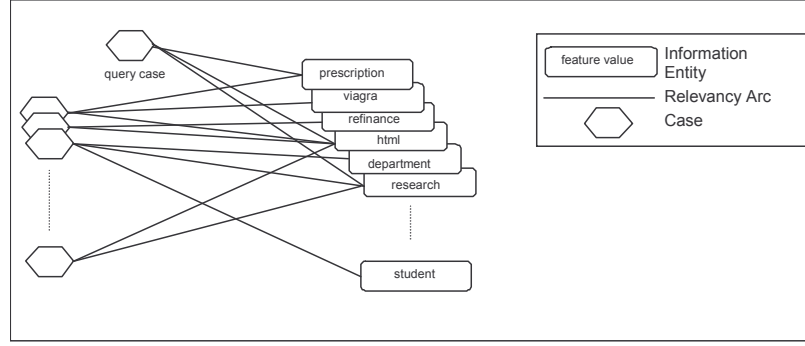 query case
prescription
viagra
refinance
html
department
research
student
feature value
Information
Entity
Relevancy Arc
Case